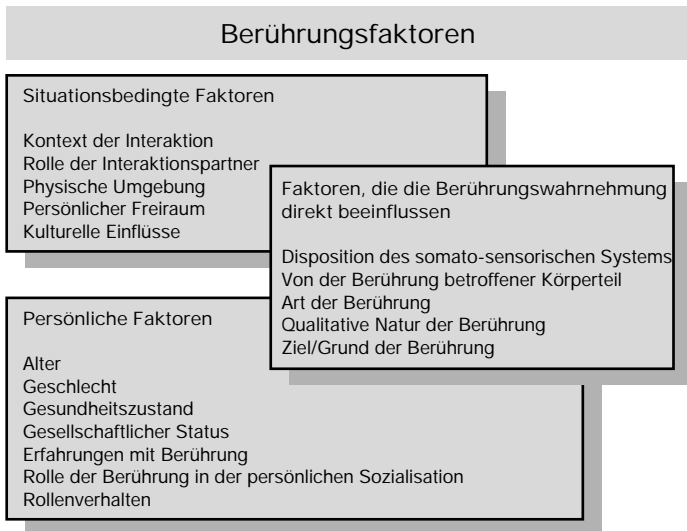 Berührungsfaktoren
Situationsbedingte Faktoren
Kontext der Interaktion
Rolle der Interaktionspartner
Physische Umgebung
Persönlicher Freiraum
Kulturelle Einflüsse
Faktoren, die die Berührungswahrnehmung
direkt beeinflussen
Disposition des somato-sensorischen Systems
Von der Berührung betroffener Körperteil
Art der Berührung
Qualitative Natur der Berührung
Ziel/Grund der Berührung
Persönliche Faktoren
Alter
Geschlecht
Gesundheitszustand
Gesellschaftlicher Status
Erfahrungen mit Berührung
Rolle der Berührung in der persönlichen Sozialisation
Rollenverhalten